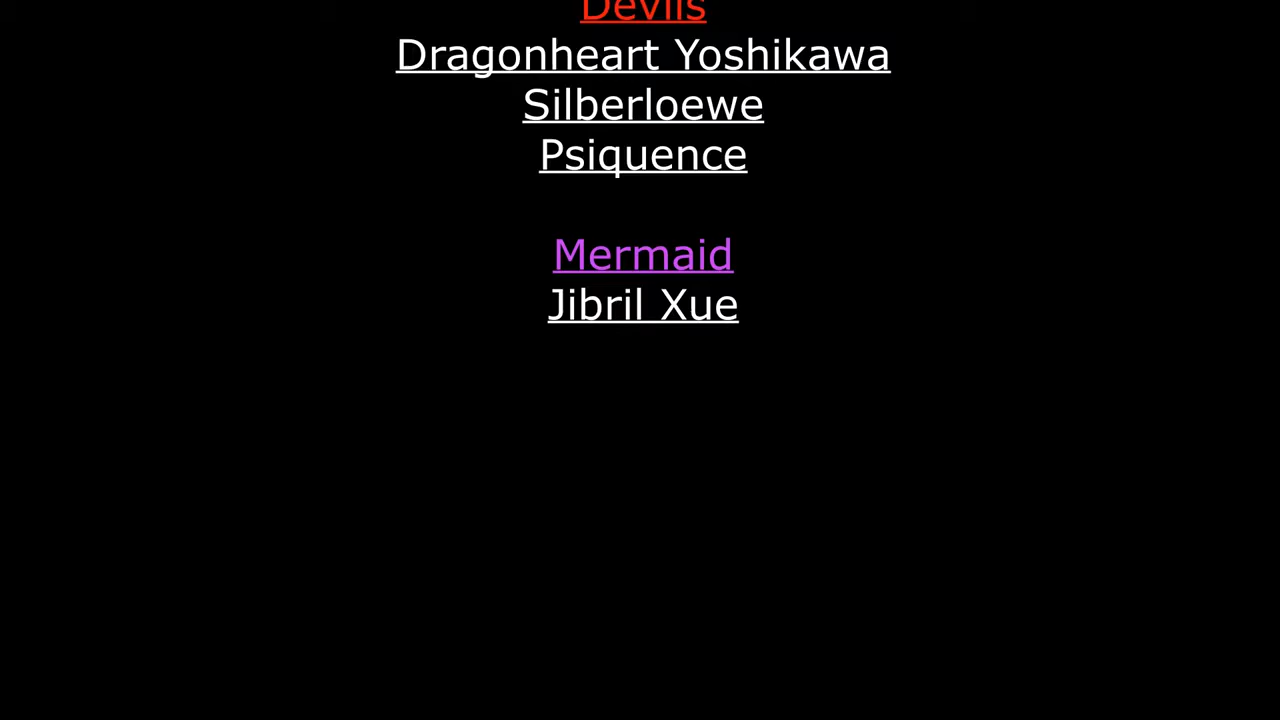 Devils
Dragonheart Yoshikawa
Silberloewe
Psiquence
Mermaid
Jibril Xue